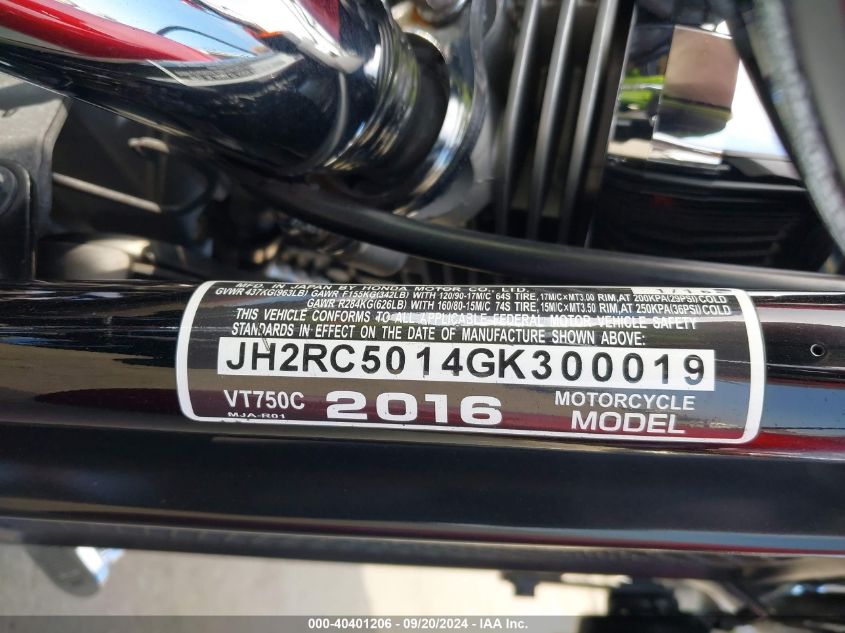 MFD. IN JAPAN BY HONDA MOTOR CO., LTD.
GVWR 437KG(963LB) GAWR F155KG(342LB) WITH 120/90-17M/C 64S TIRE, 17M/C×MT3.00 RIM, AT 200KPA(29PSI)COLD
GAWR R284KG(626LB) WITH 160/80-15M/C 74S TIRE, 15M/C×MT3.50 RIM, AT 250KPA(36PSI)COLD
THIS VEHICLE CONFORMS TO ALL APPLICABLE FEDERAL MOTOR VEHICLE SAFETY
STANDARDS IN EFFECT ON THE DATE OF MANUFACTURE SHOWN ABOVE:
JH2RC5014GK300019
VT750C 2016 MOTORCYCLE MODEL
MJA-R01
000-40401206 - 09/20/2024 - IAA Inc.